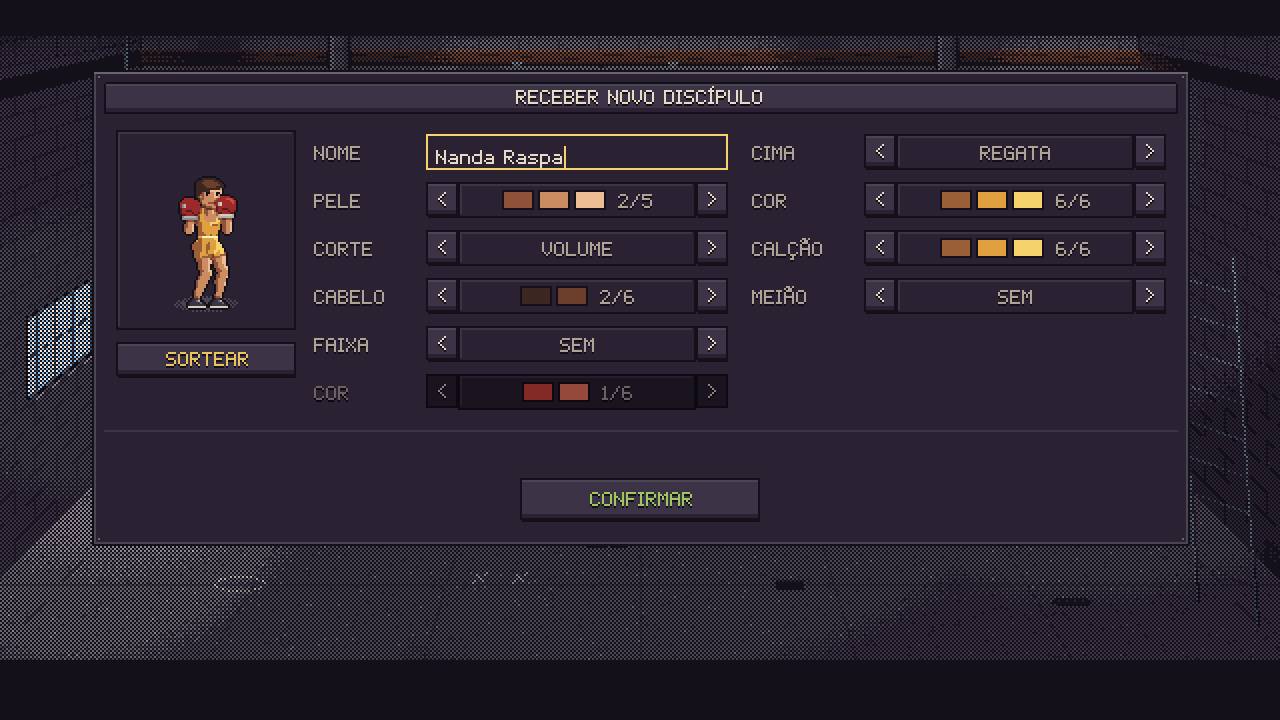 RECEBER NOVO DISCÍPULO
NOME
Nanda Raspa
CIMA
< REGATA >
PELE
< 2/5 >
COR
< 6/6 >
CORTE
< VOLUME >
CALÇÃO
< 6/6 >
CABELO
< 2/6 >
MEIÃO
< SEM >
FAIXA
< SEM >
SORTEAR
COR
< 1/6 >
CONFIRMAR